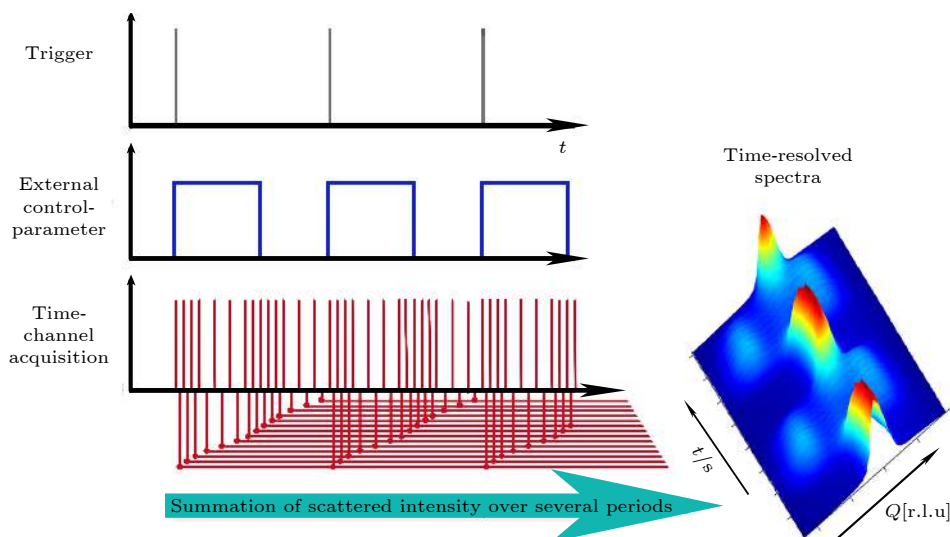 Trigger
t
External
control-
parameter
Time-
channel
acquisition
Time-resolved
spectra
t/s
Q[r.l.u]
Summation of scattered intensity over several periods